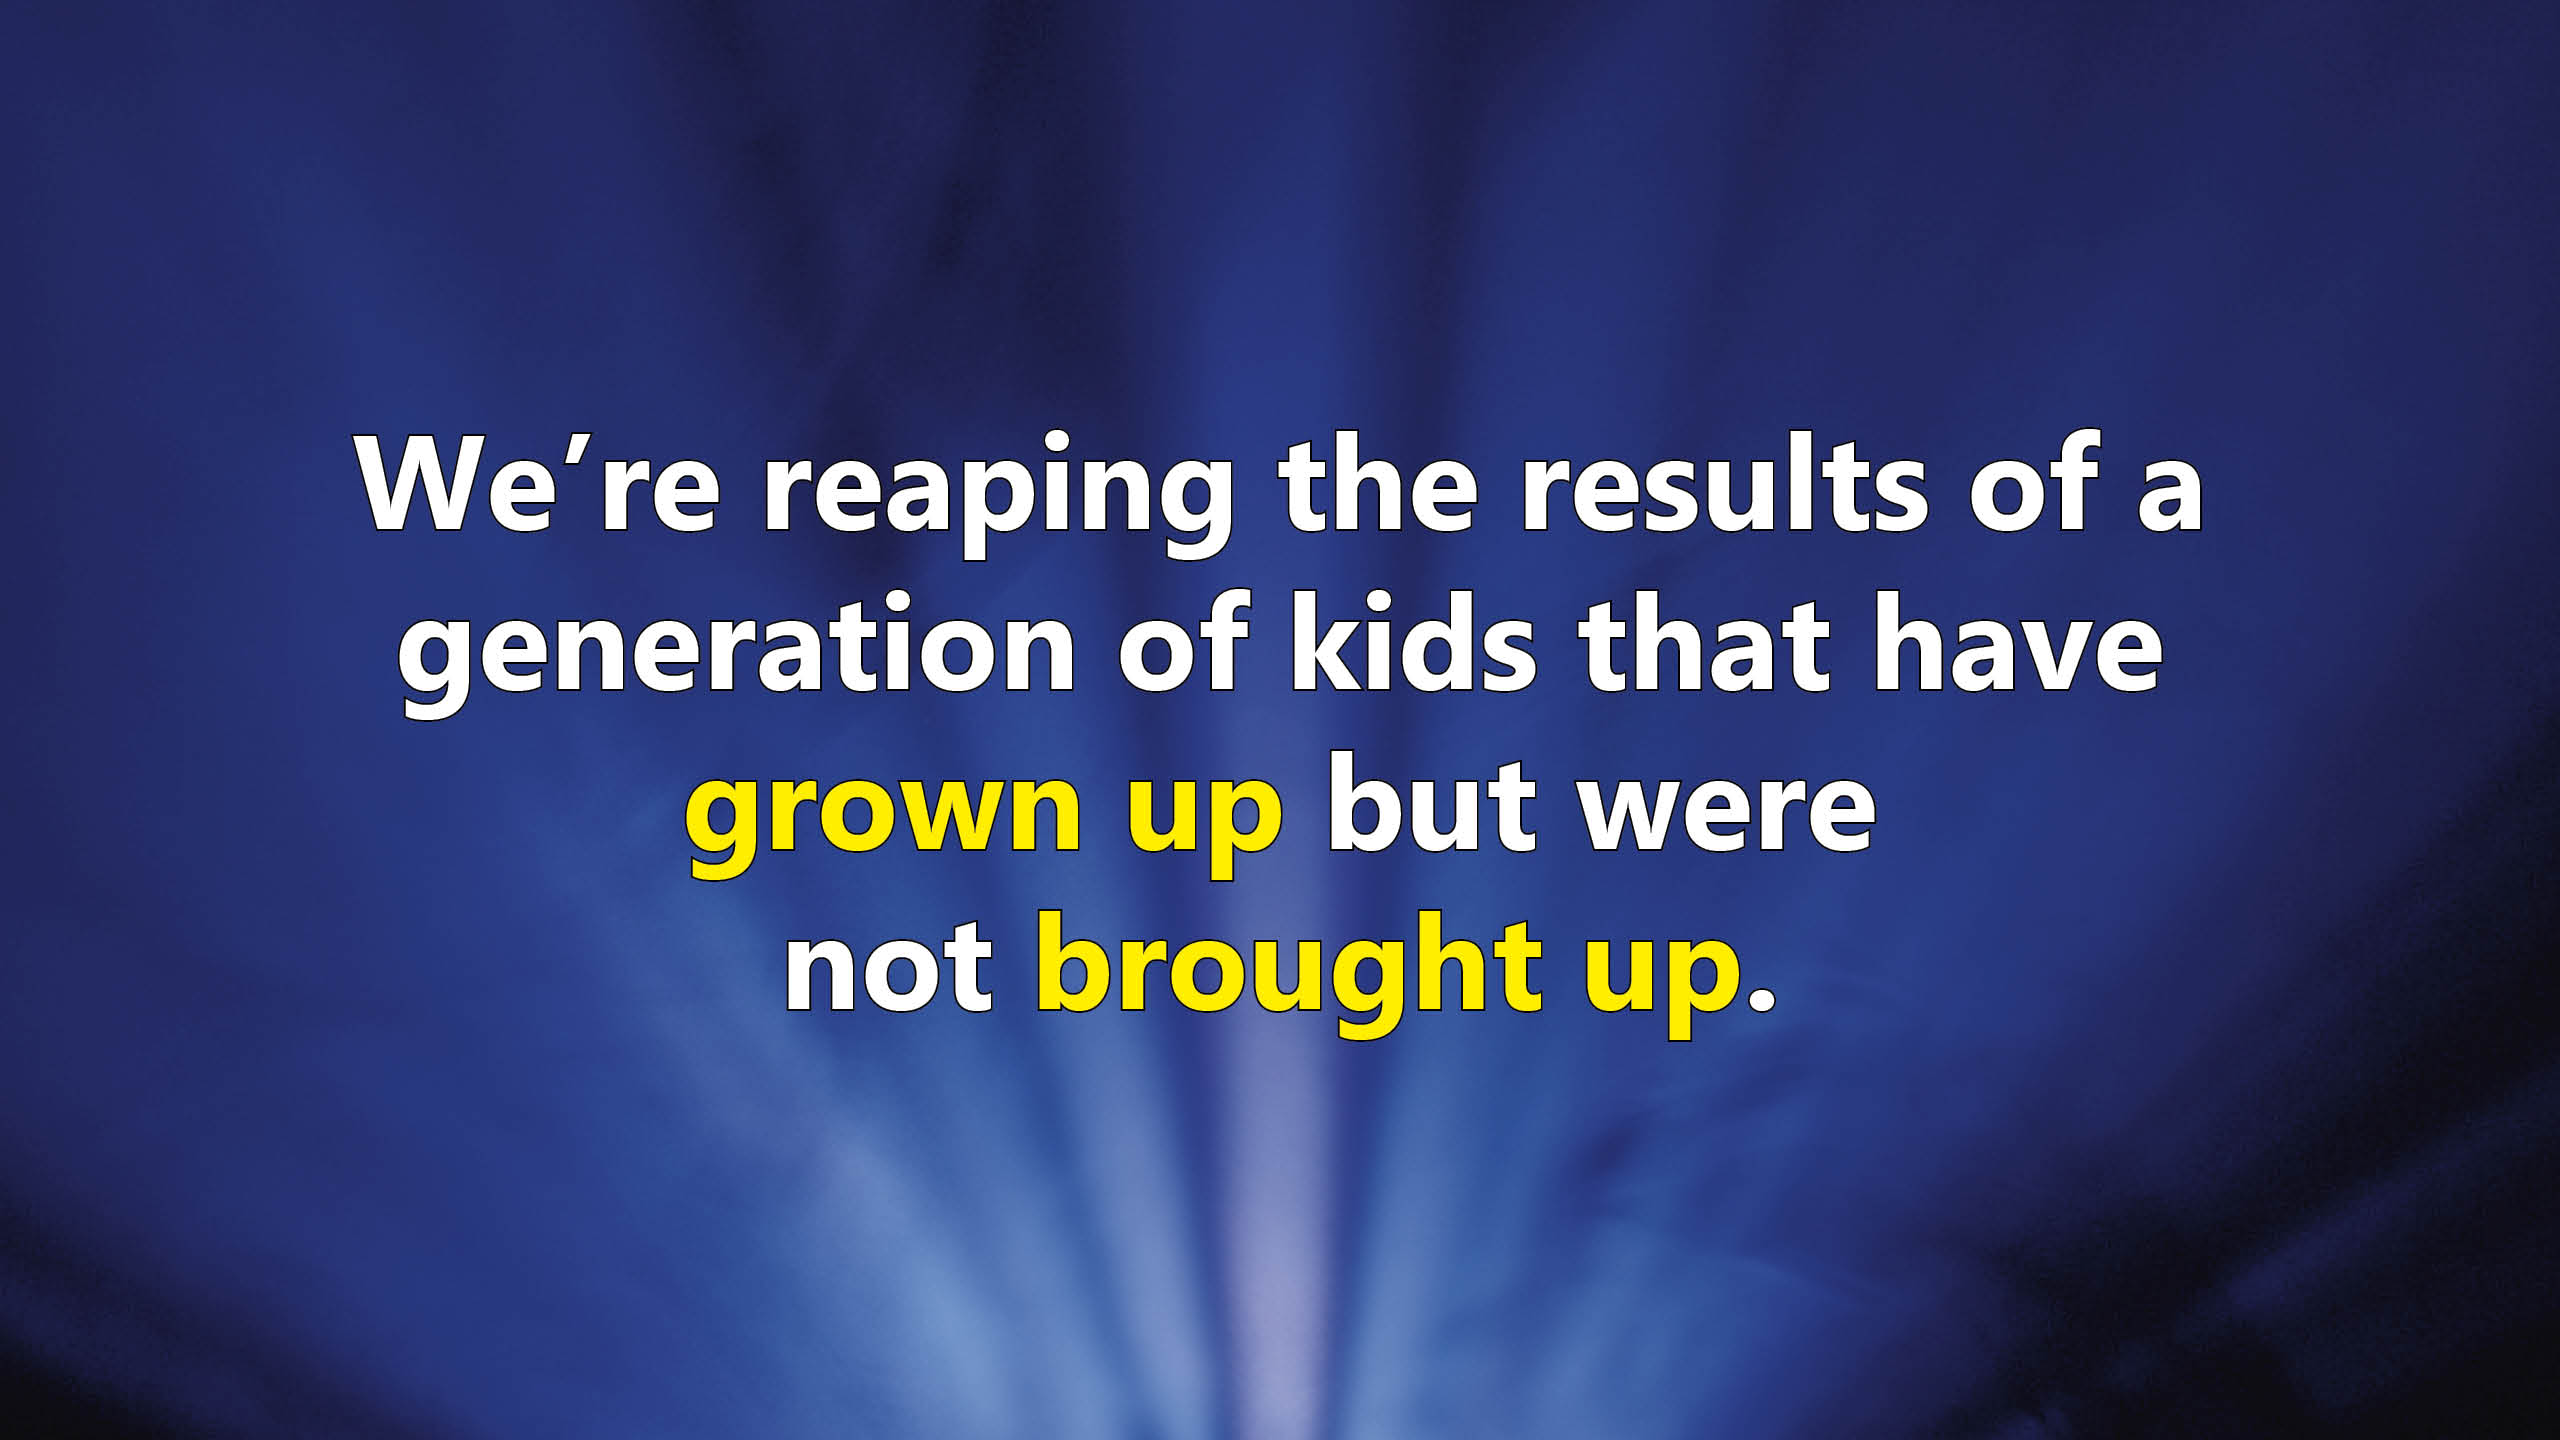 We’re reaping the results of a
generation of kids that have
grown up but were
not brought up.